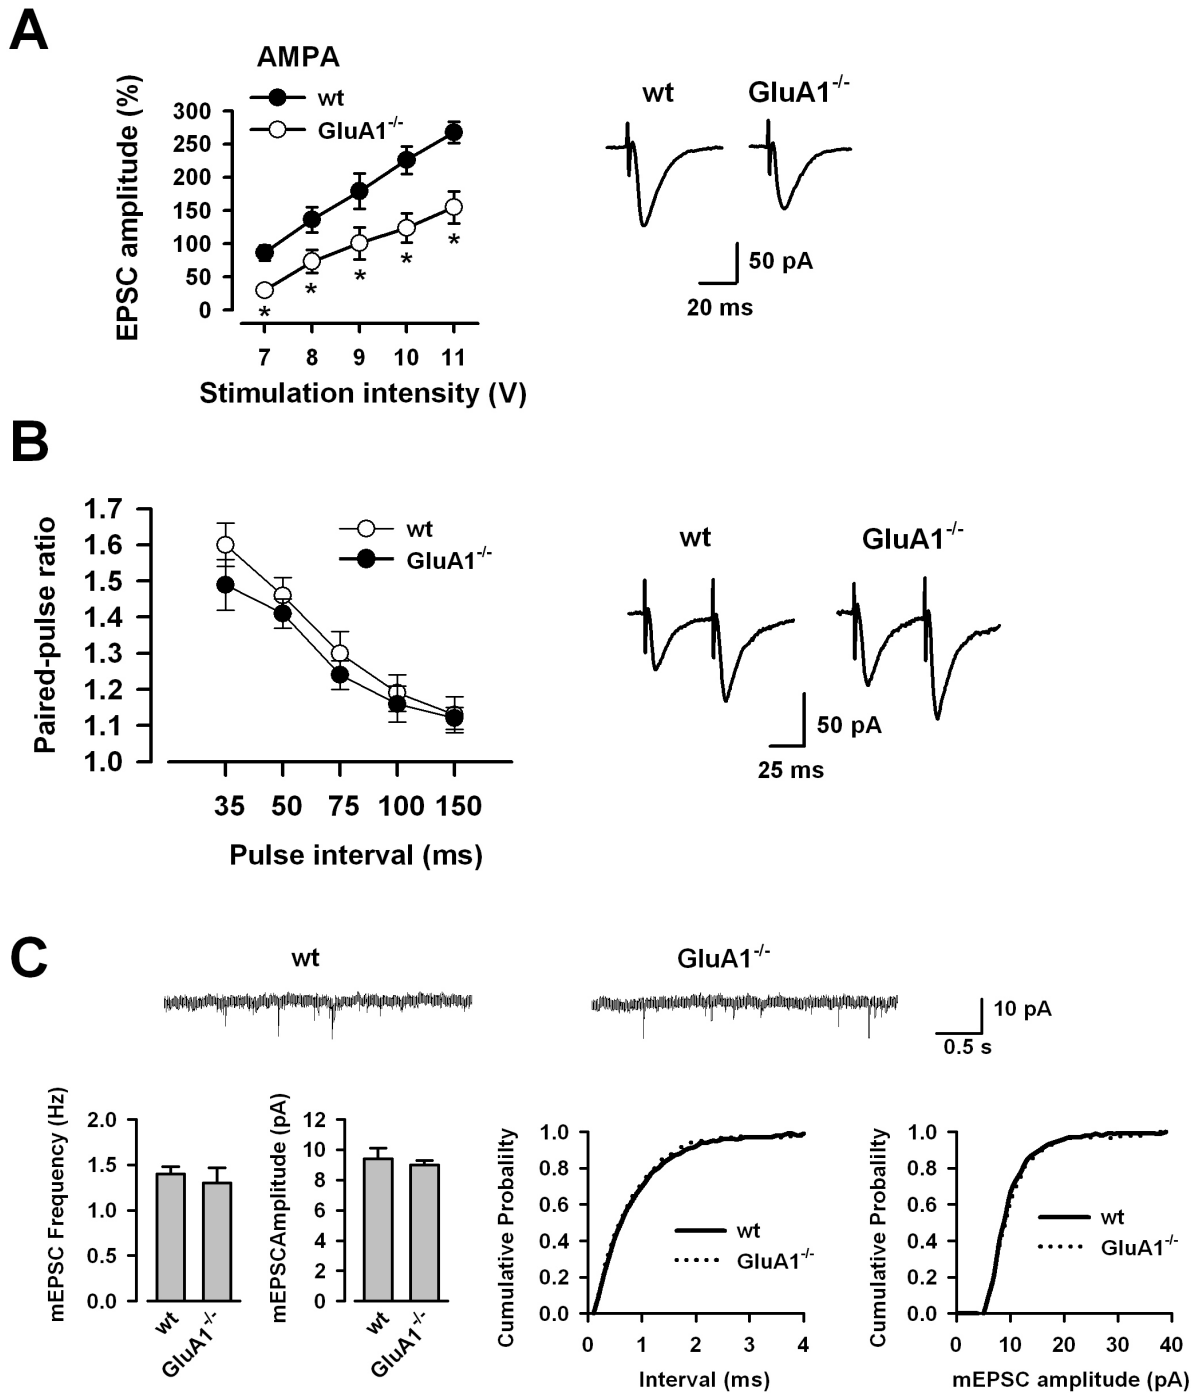 A
AMPA
wt
GluA1-/-
EPSC amplitude (%)
300
250
200
150
100
50
0
*
*
*
*
*
7 8 9 10 11
Stimulation intensity (V)
wt GluA1-/-
50 pA
20 ms
B
Paired-pulse ratio
1.7
1.6
1.5
1.4
1.3
1.2
1.1
1.0
wt
GluA1-/-
35 50 75 100 150
Pulse interval (ms)
wt GluA1-/-
50 pA
25 ms
C
wt GluA1-/-
10 pA
0.5 s
mEPSC Frequency (Hz)
2.0
1.5
1.0
0.5
0.0
wt
GluA1-/-
mEPSCAmplitude (pA)
12
10
8
6
4
2
0
wt
GluA1-/-
Cumulative Probabililty
1.0
0.8
0.6
0.4
0.2
0.0
wt
GluA1-/-
0 1 2 3 4
Interval (ms)
Cumulative Probabilty
1.0
0.8
0.6
0.4
0.2
0.0
wt
GluA1-/-
0 10 20 30 40
mEPSC amplitude (pA)